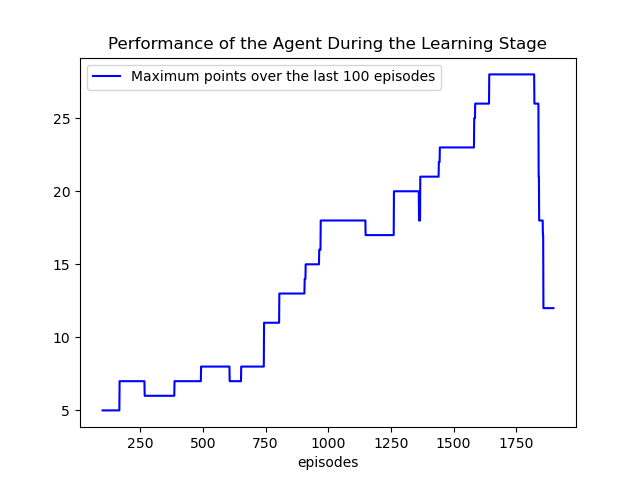 Performance of the Agent During the Learning Stage
Maximum points over the last 100 episodes
25
20
15
10
5
250 500 750 1000 1250 1500 1750
episodes